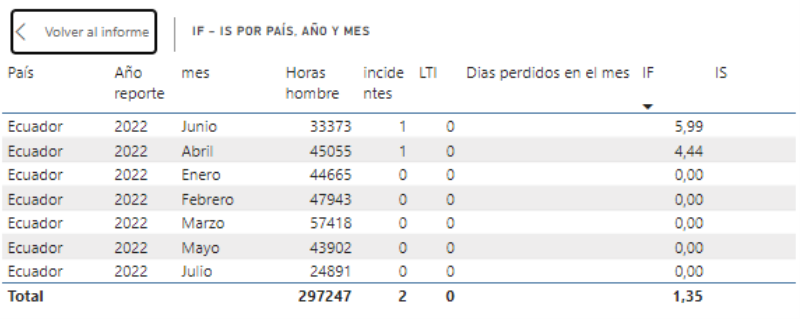 Volver al informe IF - IS POR PAÍS, AÑO Y MES
País Año reporte mes Horas hombre incidentes LTI Dias perdidos en el mes IF IS
Ecuador 2022 Junio 33373 1 0 5,99
Ecuador 2022 Abril 45055 1 0 4,44
Ecuador 2022 Enero 44665 0 0 0,00
Ecuador 2022 Febrero 47943 0 0 0,00
Ecuador 2022 Marzo 57418 0 0 0,00
Ecuador 2022 Mayo 43902 0 0 0,00
Ecuador 2022 Julio 24891 0 0 0,00
Total 297247 2 0 1,35